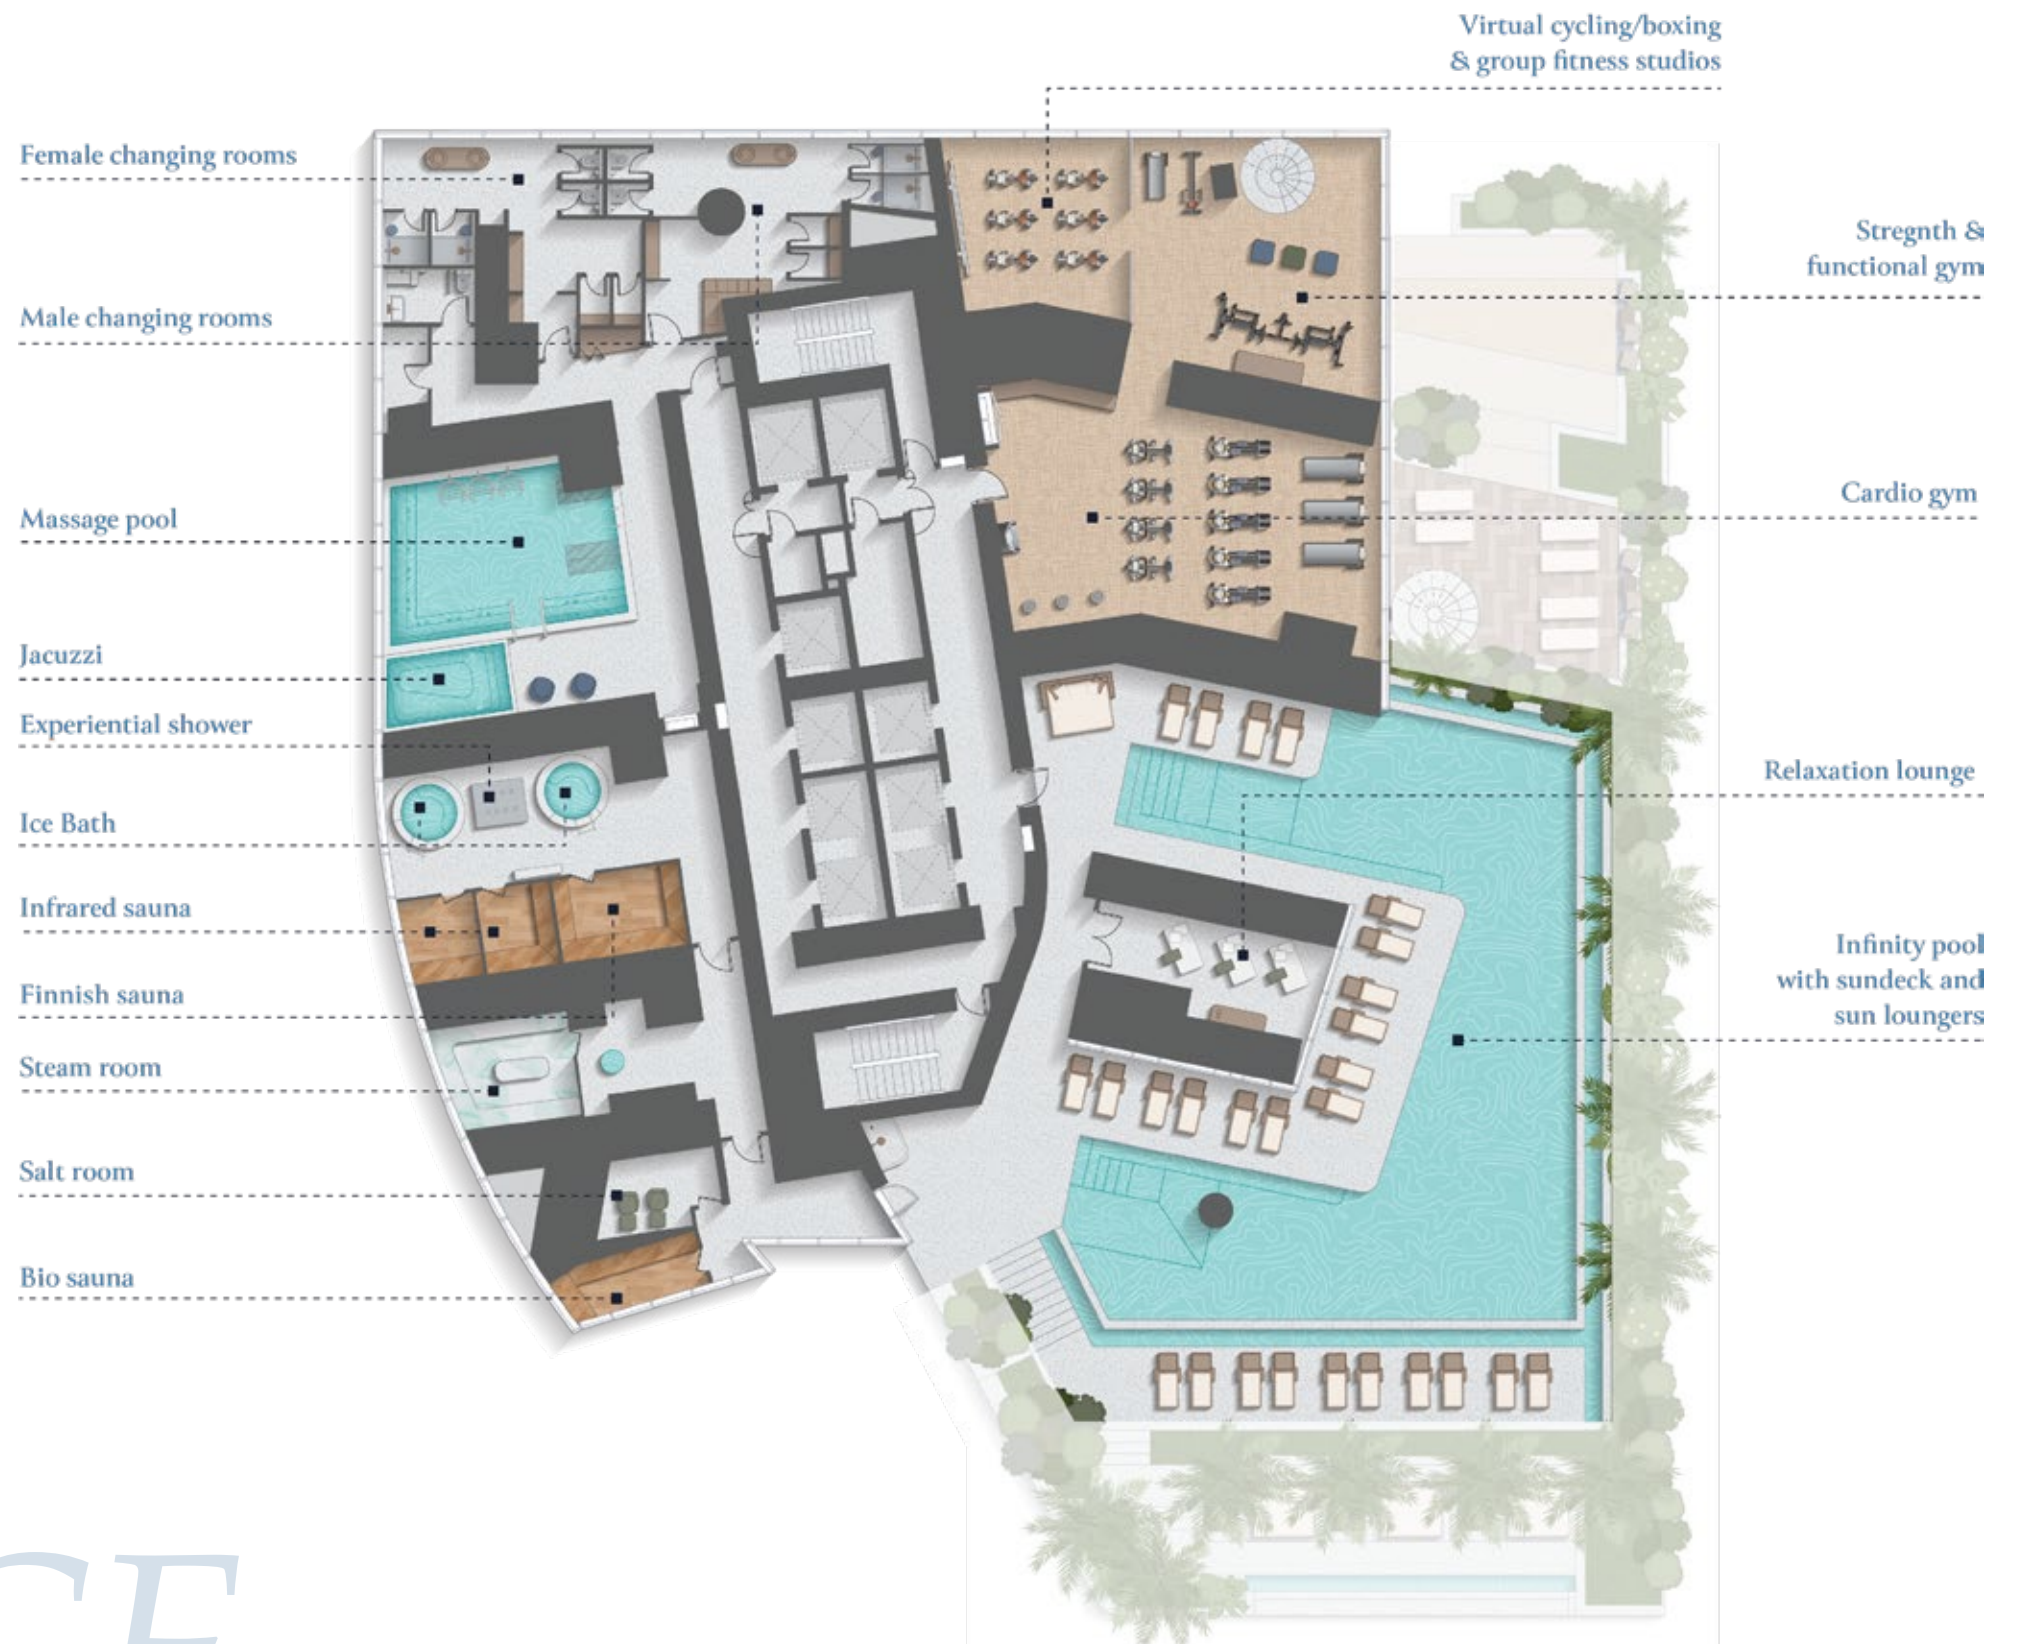 Virtual cycling/boxing
& group fitness studios
Female changing rooms
Stregnth &
functional gym
Male changing rooms
Cardio gym
Massage pool
Jacuzzi
Experiential shower
Relaxation lounge
Ice Bath
Infrared sauna
Infinity pool
with sundeck and
sun loungers
Finnish sauna
Steam room
Salt room
Bio sauna
CE